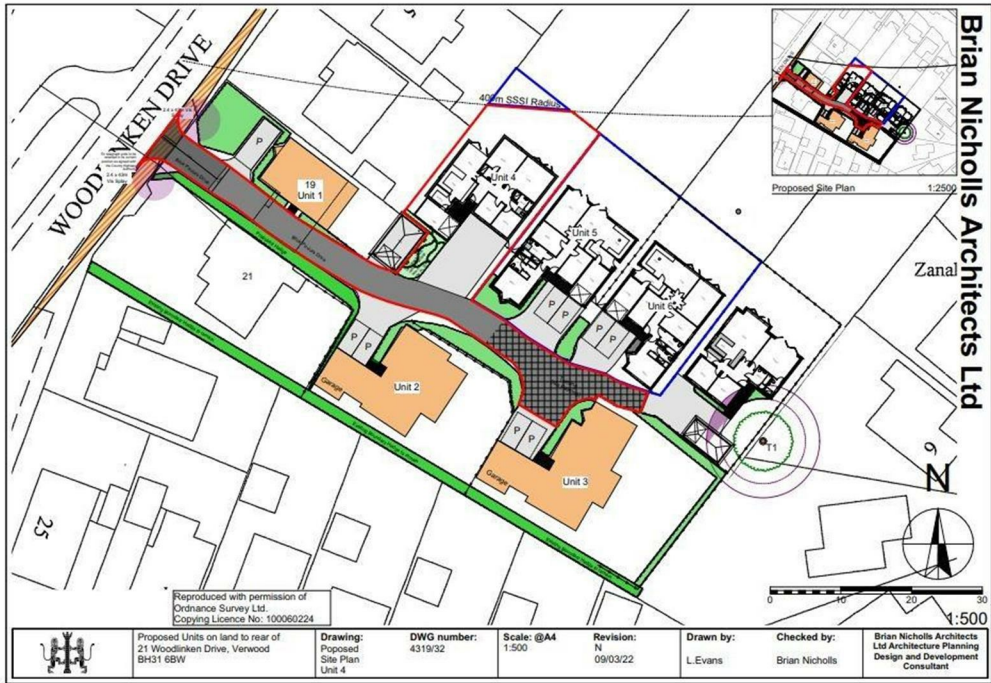 Brian Nicholls Architects Ltd
WOODLINKEN DRIVE
400m SSSI Radius
Proposed Site Plan 1:2500
P
19
Unit 1
Unit 4
Unit 5
Unit 6
Zanal
21
P P
P P
P P
Garage
Unit 2
P P
Garage
Unit 3
T1
6
25
N
0 10 20 30
1:500
Reproduced with permission of
Ordnance Survey Ltd.
Copying Licence No: 100060224
Proposed Units on land to rear of
21 Woodlinken Drive, Verwood
BH31 6BW
Drawing:
Poposed
Site Plan
Unit 4
DWG number:
4319/32
Scale: @A4
1:500
Revision:
N
09/03/22
Drawn by:
L.Evans
Checked by:
Brian Nicholls
Brian Nicholls Architects
Ltd Architecture Planning
Design and Development
Consultant